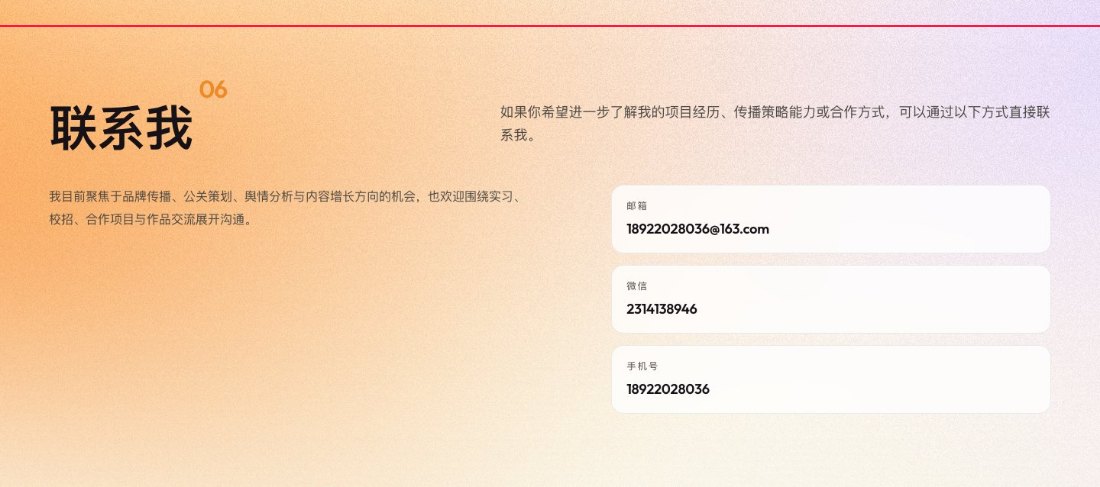 06
联系我
如果你希望进一步了解我的项目经历、传播策略能力或合作方式，可以通过以下方式直接联
系我。
我目前聚焦于品牌传播、公关策划、舆情分析与内容增长方向的机会，也欢迎围绕实习、
校招、合作项目与作品交流展开沟通。
邮箱
18922028036@163.com
微信
2314138946
手机号
18922028036